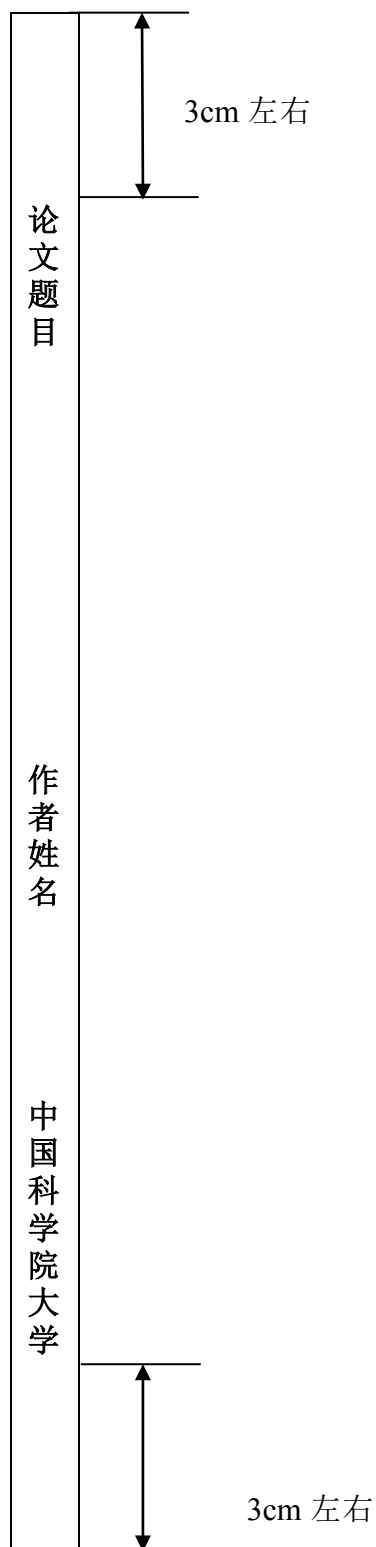 3cm 左右
论文题目
作者姓名
中国科学院大学
3cm 左右